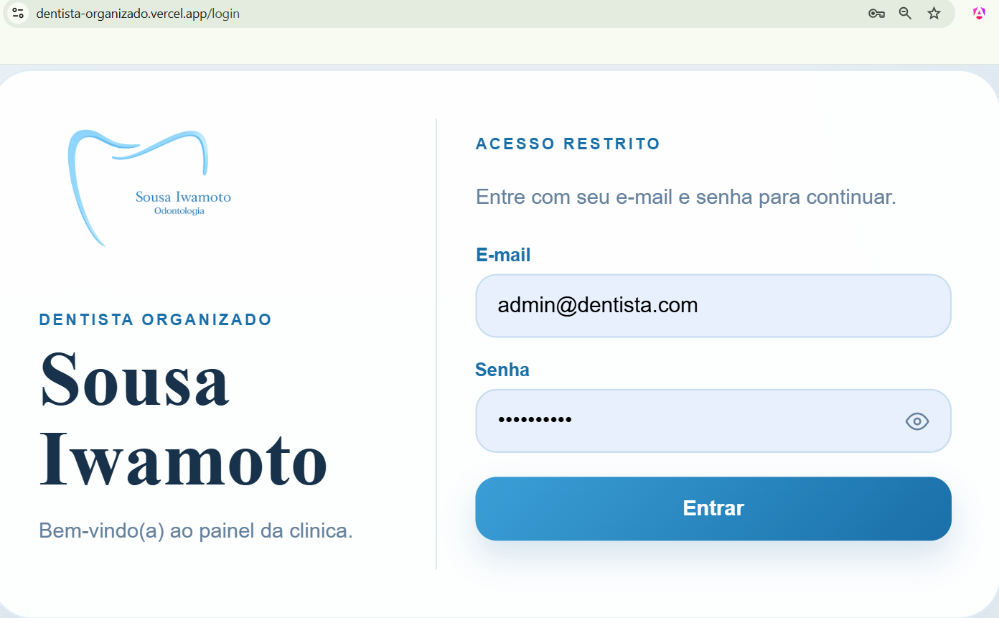 dentista-organizado.vercel.app/login
Sousa Iwamoto
Odontologia
DENTISTA ORGANIZADO
Sousa
Iwamoto
Bem-vindo(a) ao painel da clinica.
ACESSO RESTRITO
Entre com seu e-mail e senha para continuar.
E-mail
admin@dentista.com
Senha
••••••••••
Entrar